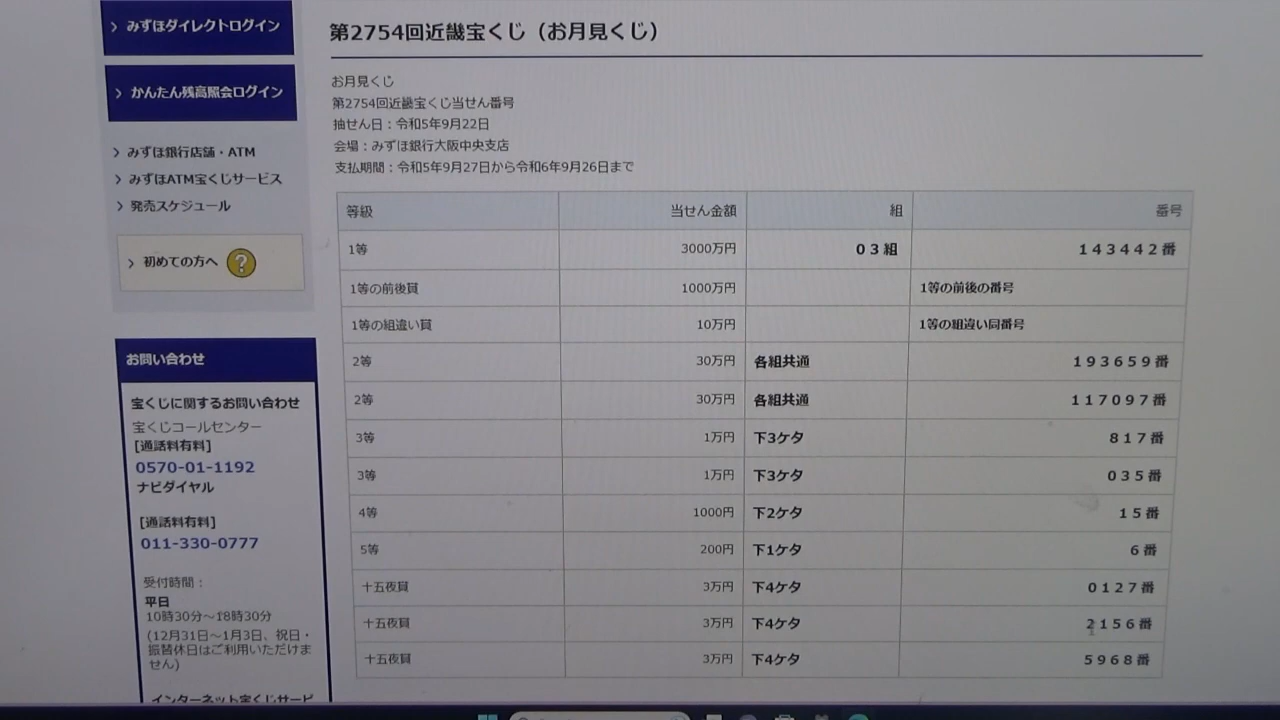 みずほダイレクトログイン
かんたん残高照会ログイン
みずほ銀行店舗・ATM
みずほATM宝くじサービス
発売スケジュール
初めての方へ ?
お問い合わせ
宝くじに関するお問い合わせ
宝くじコールセンター
[通話料有料]
0570-01-1192
ナビダイヤル
[通話料有料]
011-330-0777
受付時間：
平日
10時30分～18時30分
(12月31日～1月3日、祝日・
振替休日はご利用いただけま
せん)
インターネット宝くじサービ
第2754回近畿宝くじ（お月見くじ）
お月見くじ
第2754回近畿宝くじ当せん番号
抽せん日：令和5年9月22日
会場：みずほ銀行大阪中央支店
支払期間：令和5年9月27日から令和6年9月26日まで
等級 当せん金額 組 番号
1等 3000万円 03組 143442番
1等の前後賞 1000万円 1等の前後の番号
1等の組違い賞 10万円 1等の組違い同番号
2等 30万円 各組共通 193659番
2等 30万円 各組共通 117097番
3等 1万円 下3ケタ 817番
3等 1万円 下3ケタ 035番
4等 1000円 下2ケタ 15番
5等 200円 下1ケタ 6番
十五夜賞 3万円 下4ケタ 0127番
十五夜賞 3万円 下4ケタ 2156番
十五夜賞 3万円 下4ケタ 5968番